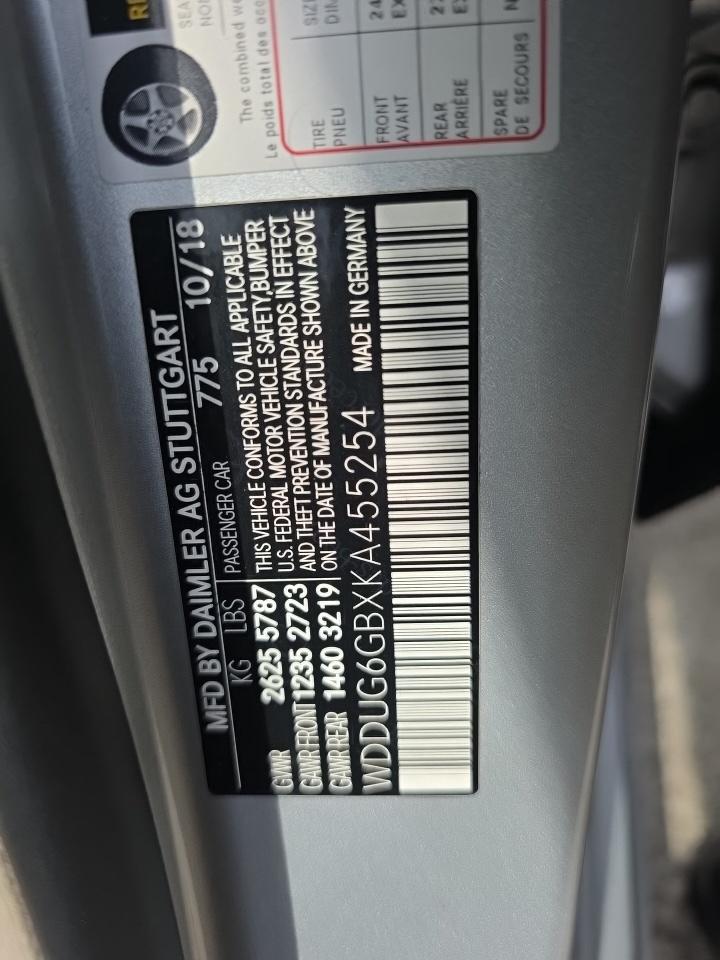 SIZE
TIRE
PNEU
FRONT
AVANT
REAR
ARRIÈRE
SPARE
DE SECOURS
The combined
Le poids total des
MFD BY DAIMLER AG STUTTGART
KG LBS PASSENGER CAR 775 10/18
GVWR 2625 5787 THIS VEHICLE CONFORMS TO ALL APPLICABLE
GAWR FRONT 1235 2723 U.S. FEDERAL MOTOR VEHICLE SAFETY,BUMPER
GAWR REAR 1460 3219 AND THEFT PREVENTION STANDARDS IN EFFECT
ON THE DATE OF MANUFACTURE SHOWN ABOVE
WDDUG6GBXKA455254 MADE IN GERMANY